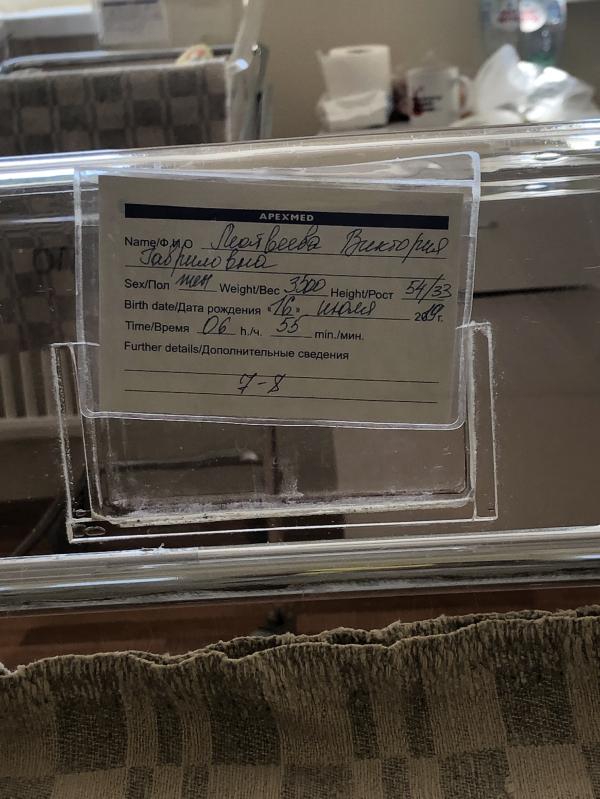 APEXMED
Name/Ф.И.О Матвеева Виктория
Гавриловна
Sex/Пол жен Weight/Вес 3500 Height/Рост 54/33
Birth date/Дата рождения «16» июля 2019 г.
Time/Время 06 h./ч. 55 min./мин.
Further details/Дополнительные сведения
7-8